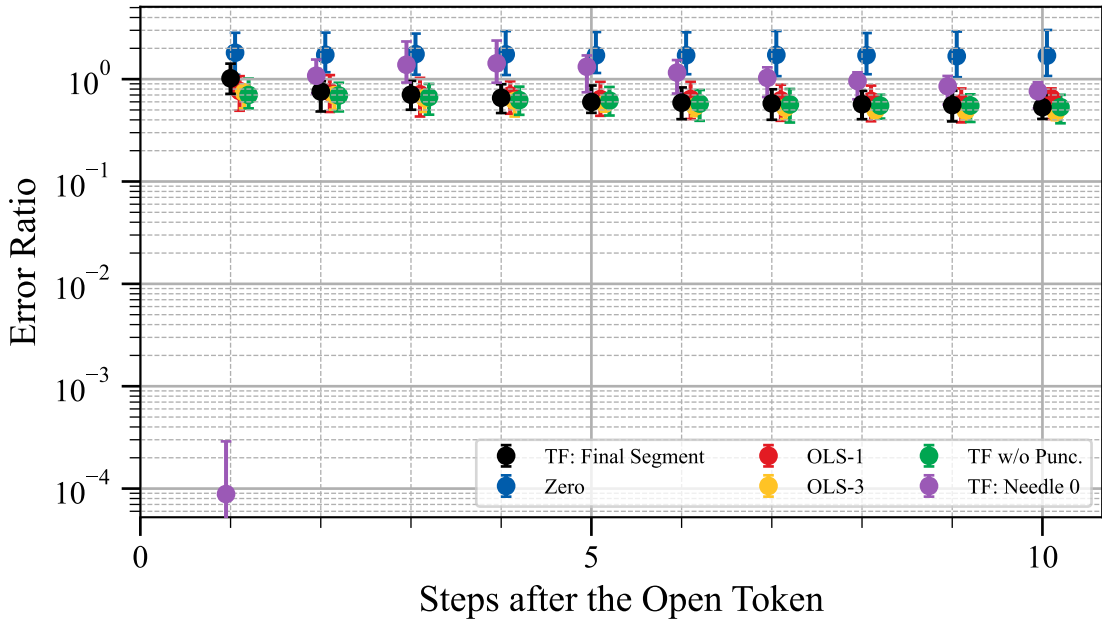 Error Ratio
10^0
10^-1
10^-2
10^-3
10^-4
TF: Final Segment
OLS-1
TF w/o Punc.
Zero
OLS-3
TF: Needle 0
0
5
10
Steps after the Open Token